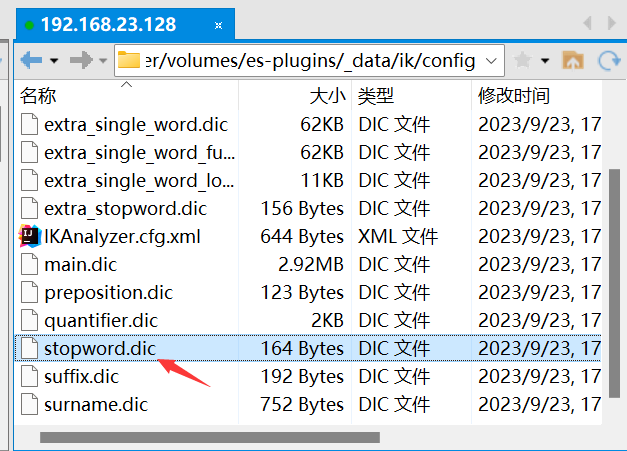 192.168.23.128
er/volumes/es-plugins/_data/ik/config
名称 大小 类型 修改时间
extra_single_word.dic 62KB DIC 文件 2023/9/23, 17
extra_single_word_fu... 62KB DIC 文件 2023/9/23, 17
extra_single_word_lo... 11KB DIC 文件 2023/9/23, 17
extra_stopword.dic 156 Bytes DIC 文件 2023/9/23, 17
IKAnalyzer.cfg.xml 644 Bytes XML 文件 2023/9/23, 17
main.dic 2.92MB DIC 文件 2023/9/23, 17
preposition.dic 123 Bytes DIC 文件 2023/9/23, 17
quantifier.dic 2KB DIC 文件 2023/9/23, 17
stopword.dic 164 Bytes DIC 文件 2023/9/23, 17
suffix.dic 192 Bytes DIC 文件 2023/9/23, 17
surname.dic 752 Bytes DIC 文件 2023/9/23, 17